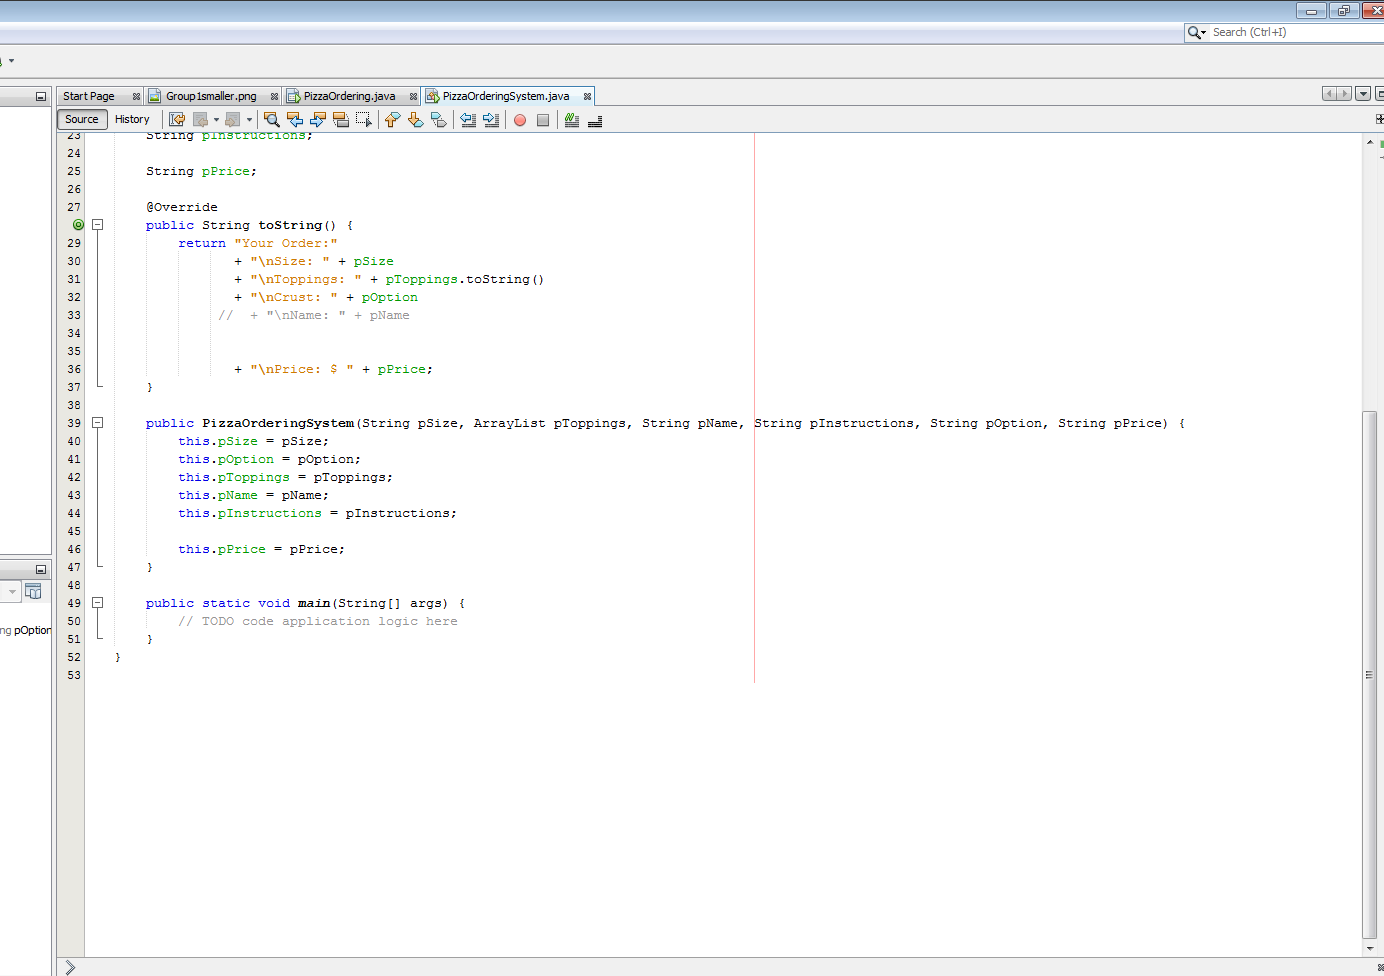 Search (Ctrl+I)
Start Page Group1smaller.png PizzaOrdering.java PizzaOrderingSystem.java
Source History
23 String pInstructions;
24
25 String pPrice;
26
27 @Override
public String toString() {
29 return "Your Order:"
30 + "\nSize: " + pSize
31 + "\nToppings: " + pToppings.toString()
32 + "\nCrust: " + pOption
33 // + "\nName: " + pName
34
35
36 + "\nPrice: $ " + pPrice;
37 }
38
39 public PizzaOrderingSystem(String pSize, ArrayList pToppings, String pName, String pInstructions, String pOption, String pPrice) {
40 this.pSize = pSize;
41 this.pOption = pOption;
42 this.pToppings = pToppings;
43 this.pName = pName;
44 this.pInstructions = pInstructions;
45
46 this.pPrice = pPrice;
47 }
48
49 public static void main(String[] args) {
50 // TODO code application logic here
51 }
52 }
53
ng pOption